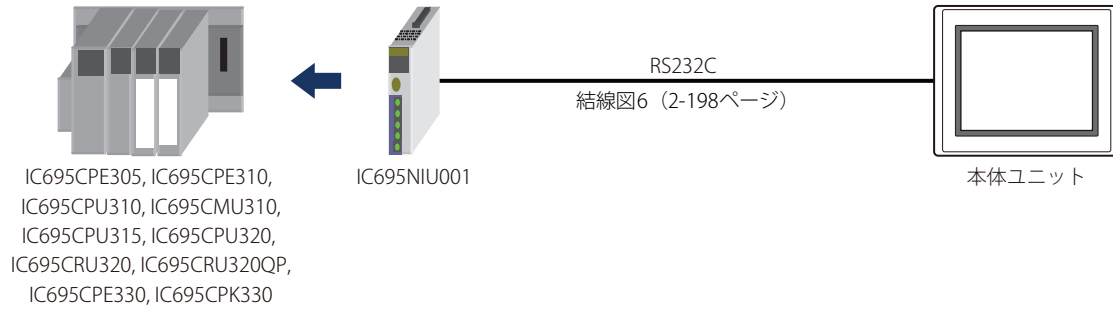 RS232C
結線図6（2-198ページ）
IC695CPE305, IC695CPE310,
IC695CPU310, IC695CMU310,
IC695CPU315, IC695CPU320,
IC695CRU320, IC695CRU320QP,
IC695CPE330, IC695CPK330
IC695NIU001
本体ユニット